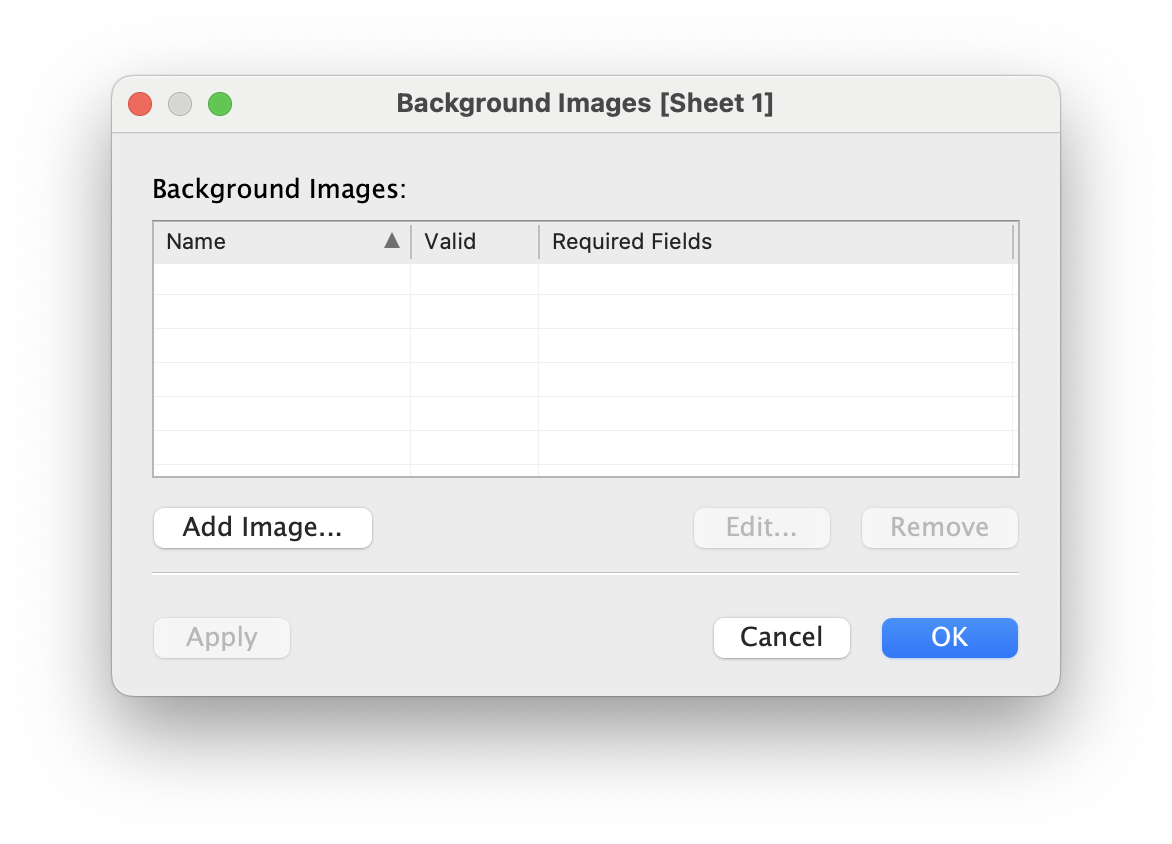 Background Images [Sheet 1]
Background Images:
Name Valid Required Fields
Add Image... Edit... Remove
Apply Cancel OK